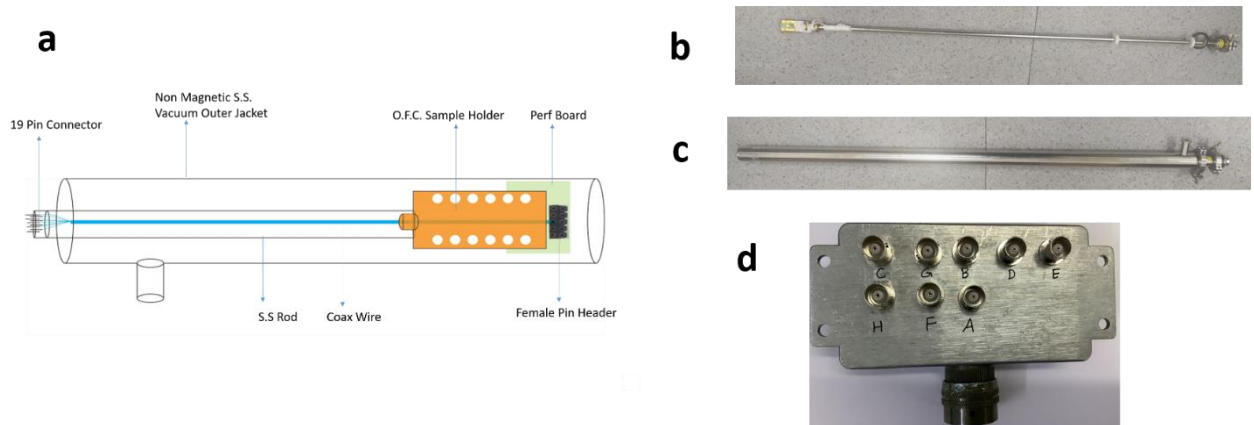 a
Non Magnetic S.S.
Vacuum Outer Jacket
19 Pin Connector
O.F.C. Sample Holder
Perf Board
S.S Rod
Coax Wire
Female Pin Header
b
c
d
C G B D E
H F A